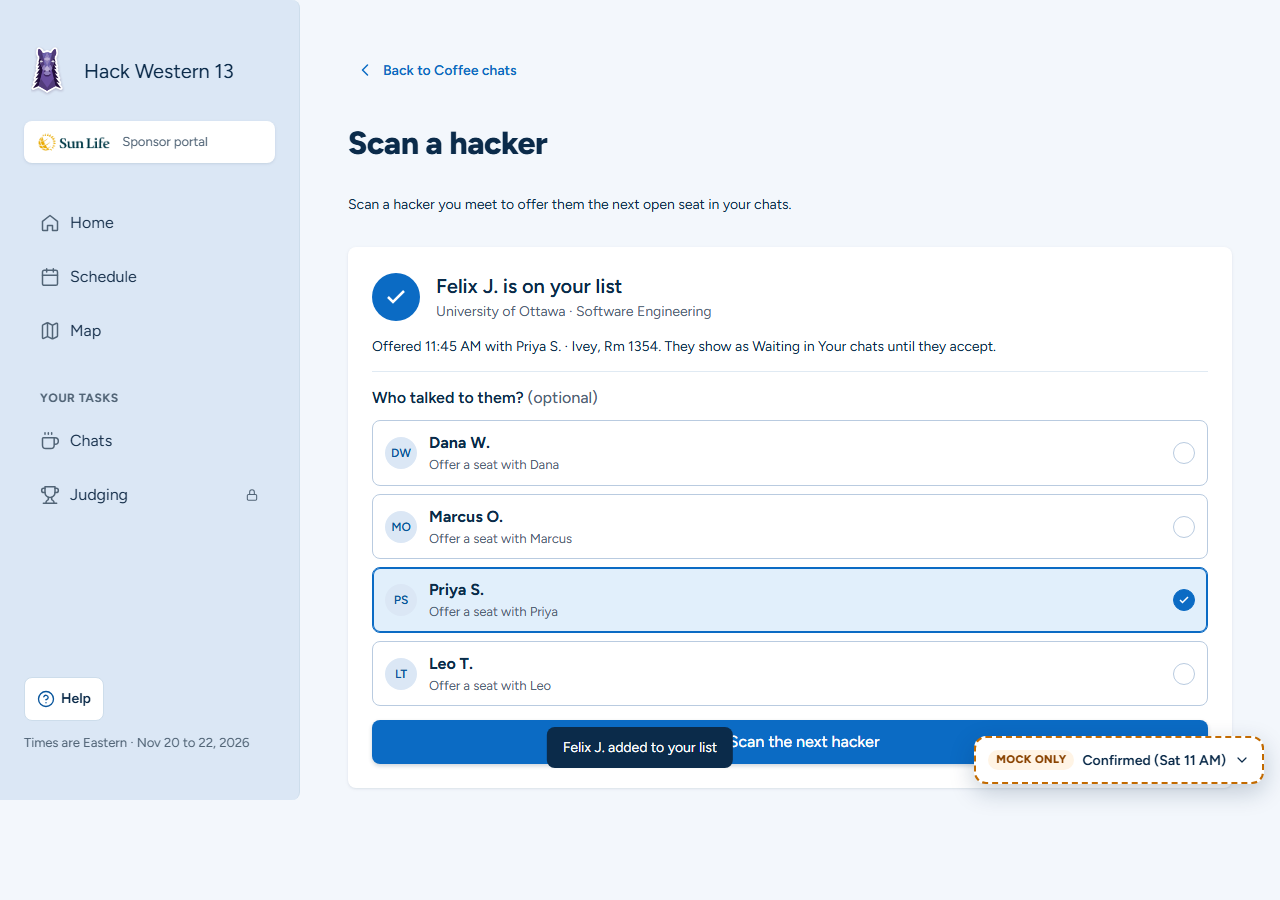 Hack Western 13
Sun Life
Sponsor portal
Home
Schedule
Map
YOUR TASKS
Chats
Judging
Help
Times are Eastern · Nov 20 to 22, 2026
Back to Coffee chats
Scan a hacker
Scan a hacker you meet to offer them the next open seat in your chats.
Felix J. is on your list
University of Ottawa · Software Engineering
Offered 11:45 AM with Priya S. · Ivey, Rm 1354. They show as Waiting in Your chats until they accept.
Who talked to them? (optional)
DW
Dana W.
Offer a seat with Dana
MO
Marcus O.
Offer a seat with Marcus
PS
Priya S.
Offer a seat with Priya
LT
Leo T.
Offer a seat with Leo
Scan the next hacker
Felix J. added to your list
MOCK ONLY
Confirmed (Sat 11 AM)